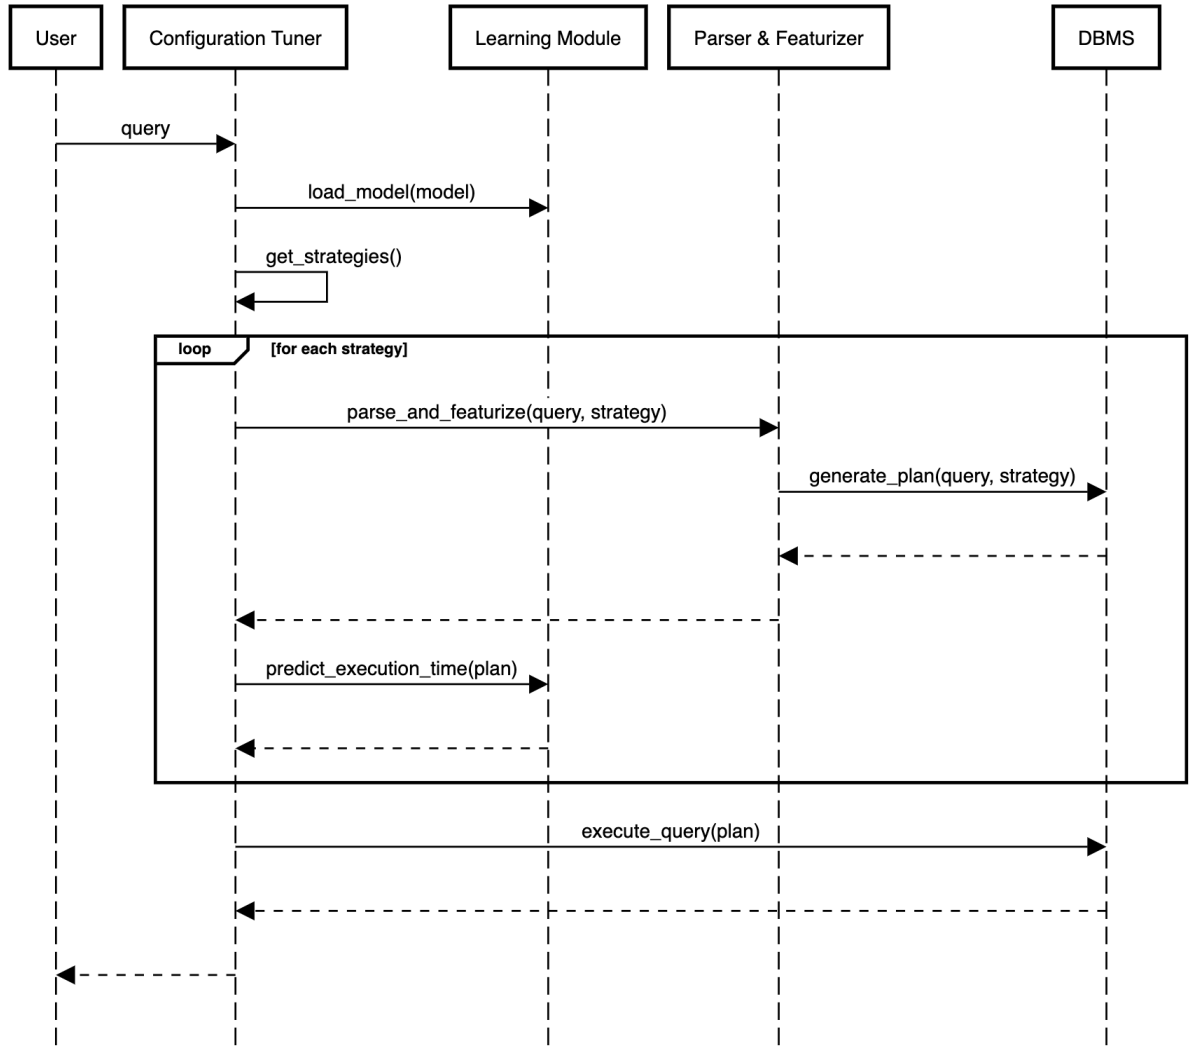 User
Configuration Tuner
Learning Module
Parser & Featurizer
DBMS
query
load_model(model)
get_strategies()
loop
[for each strategy]
parse_and_featurize(query, strategy)
generate_plan(query, strategy)
predict_execution_time(plan)
execute_query(plan)